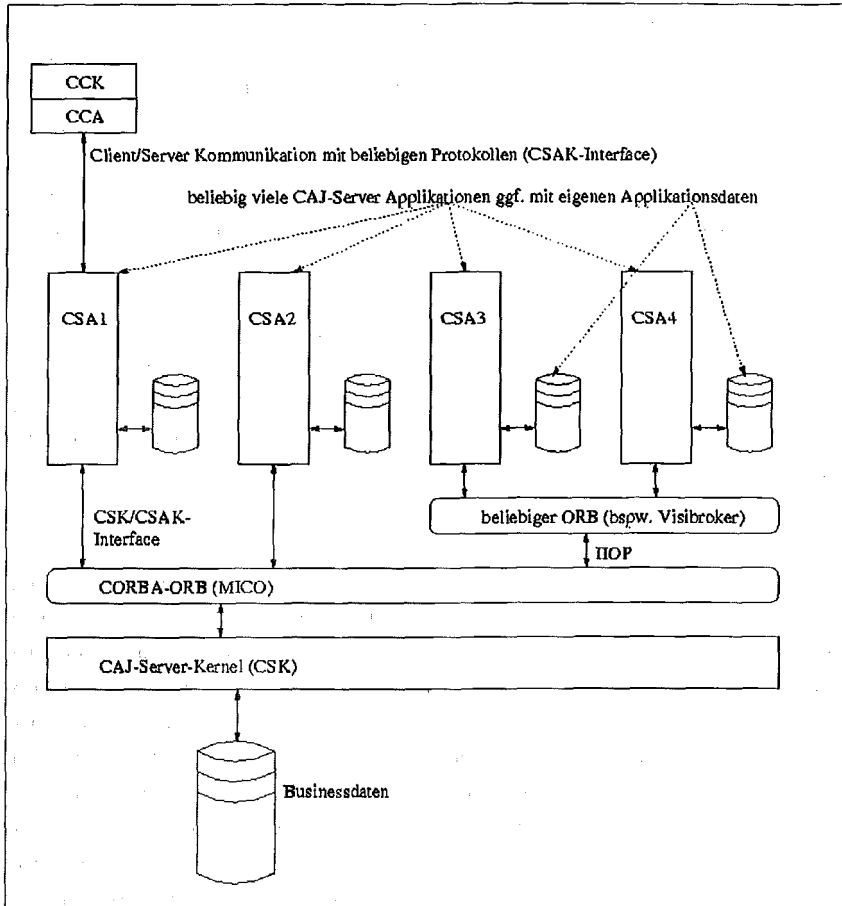 CCK
CCA
Client/Server Kommunikation mit beliebigen Protokollen (CSAK-Interface)
beliebig viele CAJ-Server Applikationen ggf. mit eigenen Applikationsdaten
CSA1
CSA2
CSA3
CSA4
CSK/CSAK-
Interface
beliebiger ORB (bspw. Visibroker)
IIOP
CORBA-ORB (MICO)
CAJ-Server-Kernel (CSK)
Businessdaten